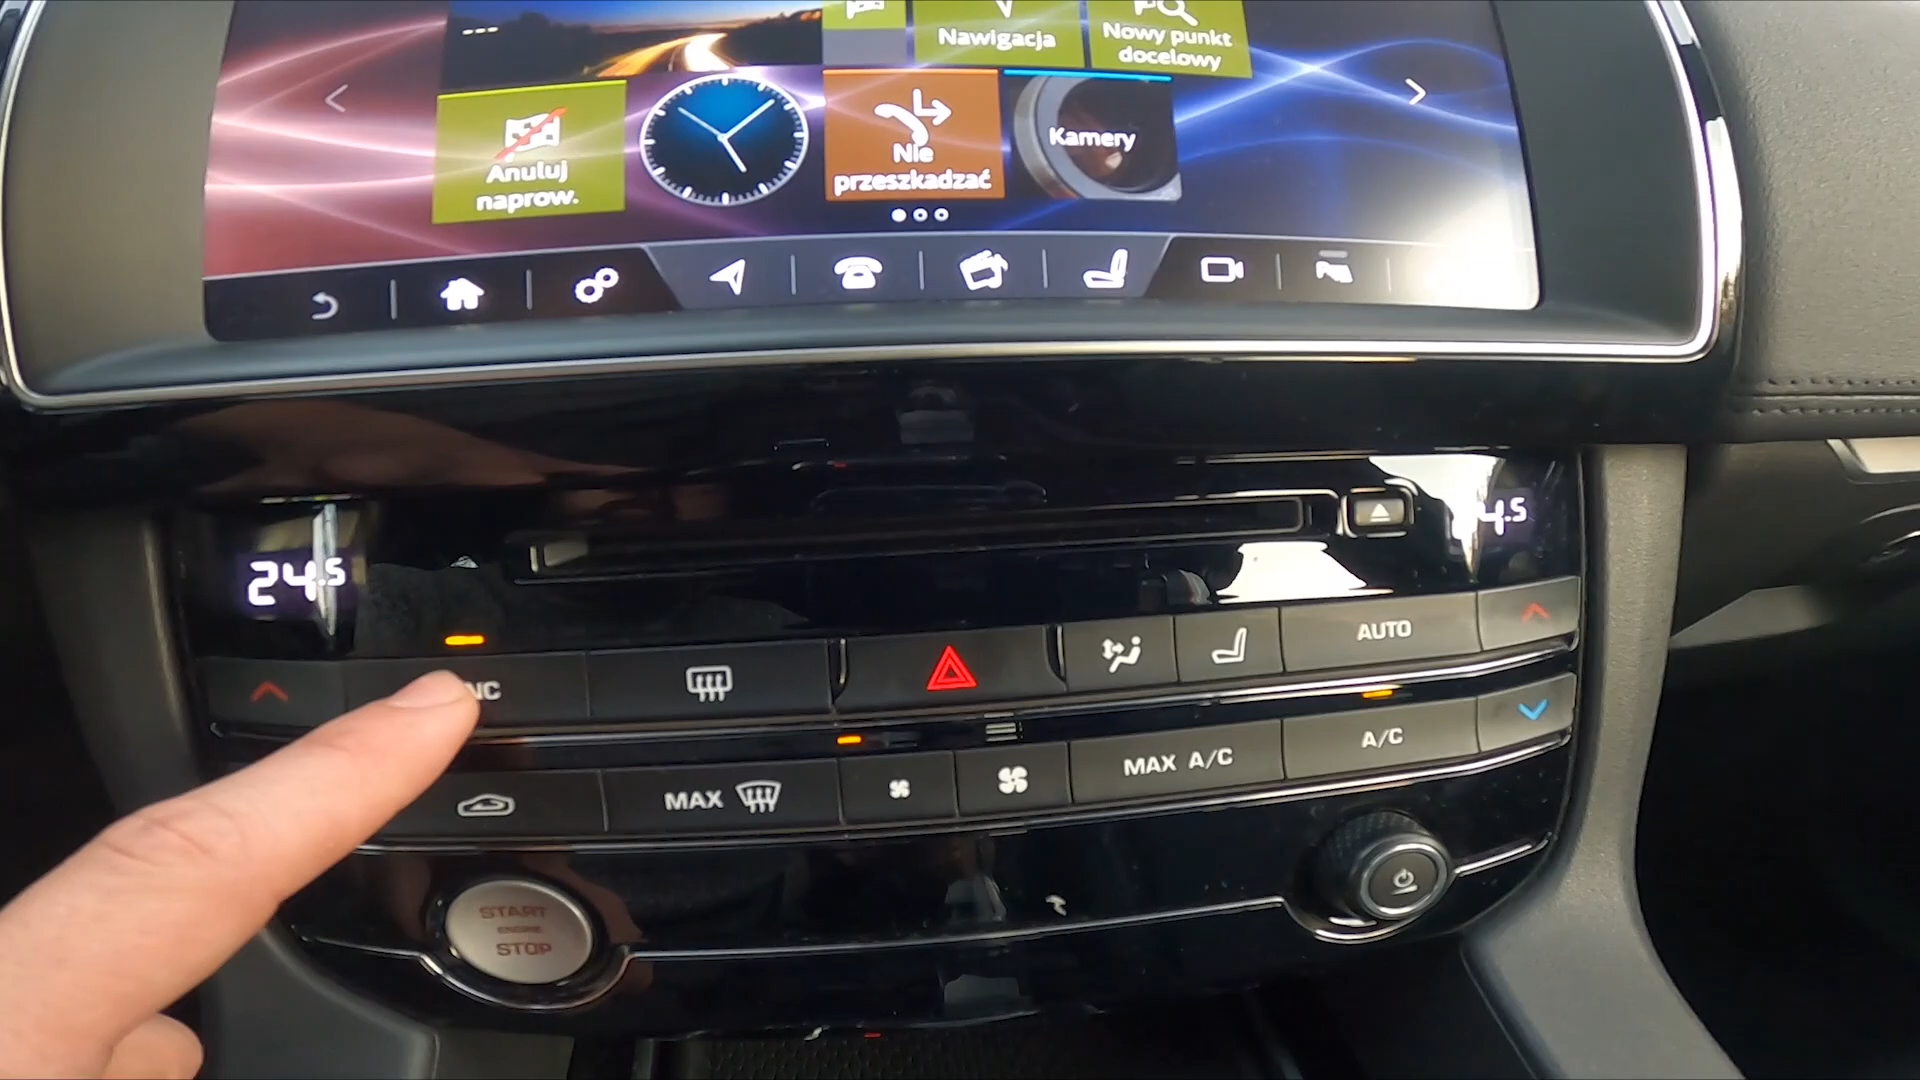 Nawigacja
Nowy punkt
docelowy
Anuluj
naprow.
Nie
przeszkadzać
Kamery
24.5
4.5
NC
AUTO
MAX
MAX A/C
A/C
START
ENGINE
STOP